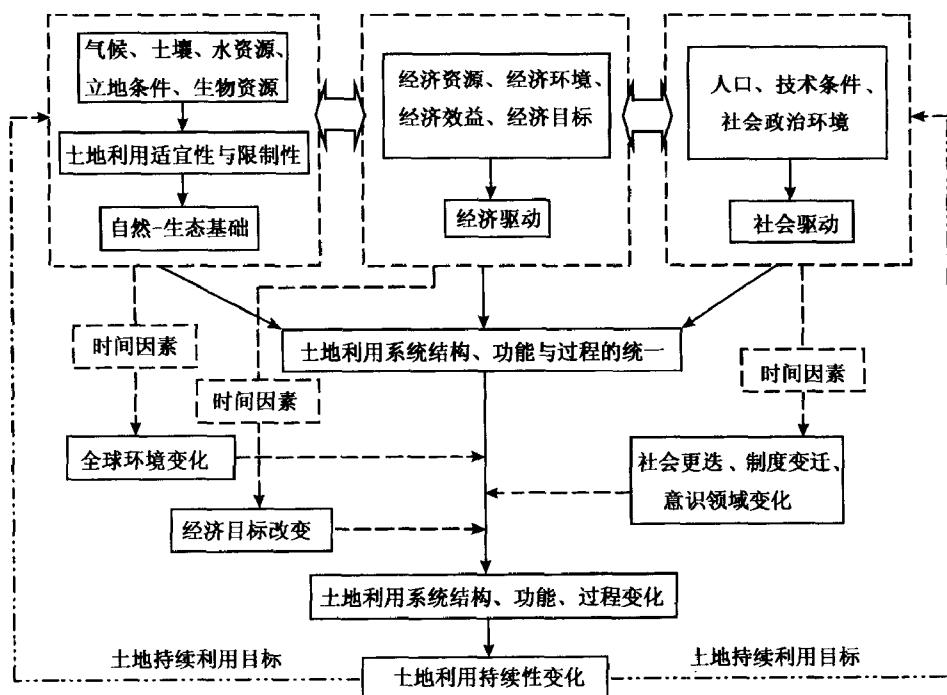 气候、土壤、水资源、
立地条件、生物资源
土地利用适宜性与限制性
自然-生态基础
经济资源、经济环境、
经济效益、经济目标
经济驱动
人口、技术条件、
社会政治环境
社会驱动
时间因素
土地利用系统结构、功能与过程的统一
时间因素
时间因素
全球环境变化
社会更迭、制度变迁、
意识领域变化
经济目标改变
土地利用系统结构、功能、过程变化
土地持续利用目标
土地利用持续性变化
土地持续利用目标